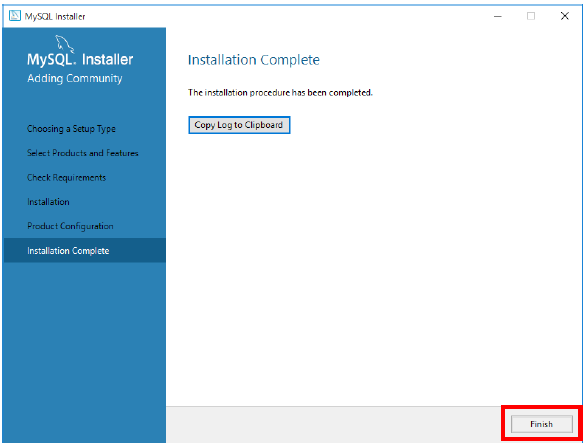 MySQL Installer
MySQL. Installer
Adding Community
Choosing a Setup Type
Select Products and Features
Check Requirements
Installation
Product Configuration
Installation Complete
Installation Complete
The installation procedure has been completed.
Copy Log to Clipboard
Finish